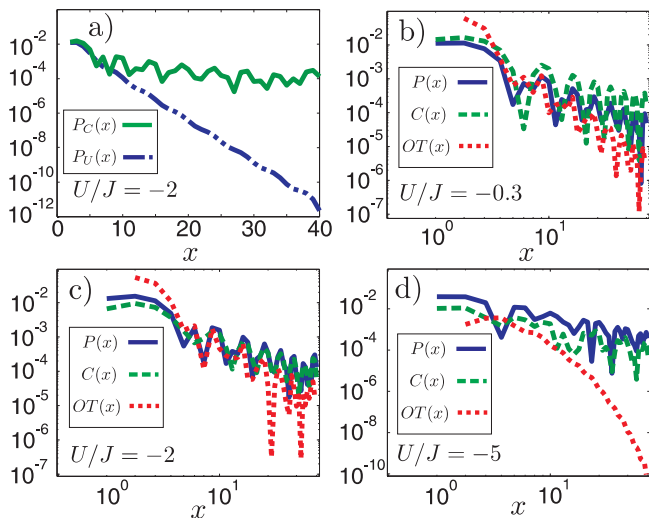 a)
10^{-2}
10^{-4}
10^{-6}
10^{-8}
10^{-10}
10^{-12}
P_C(x)
P_U(x)
U/J = −2
0 10 20 30 40
x
b)
10^{-2}
10^{-3}
10^{-4}
10^{-5}
10^{-6}
10^{-7}
P(x)
C(x)
OT(x)
U/J = −0.3
10^0 10^1
x
c)
10^{-2}
10^{-3}
10^{-4}
10^{-5}
10^{-6}
10^{-7}
P(x)
C(x)
OT(x)
U/J = −2
10^0 10^1
x
d)
10^{-2}
10^{-4}
10^{-6}
10^{-10}
P(x)
C(x)
OT(x)
U/J = −5
10^0 10^1
x